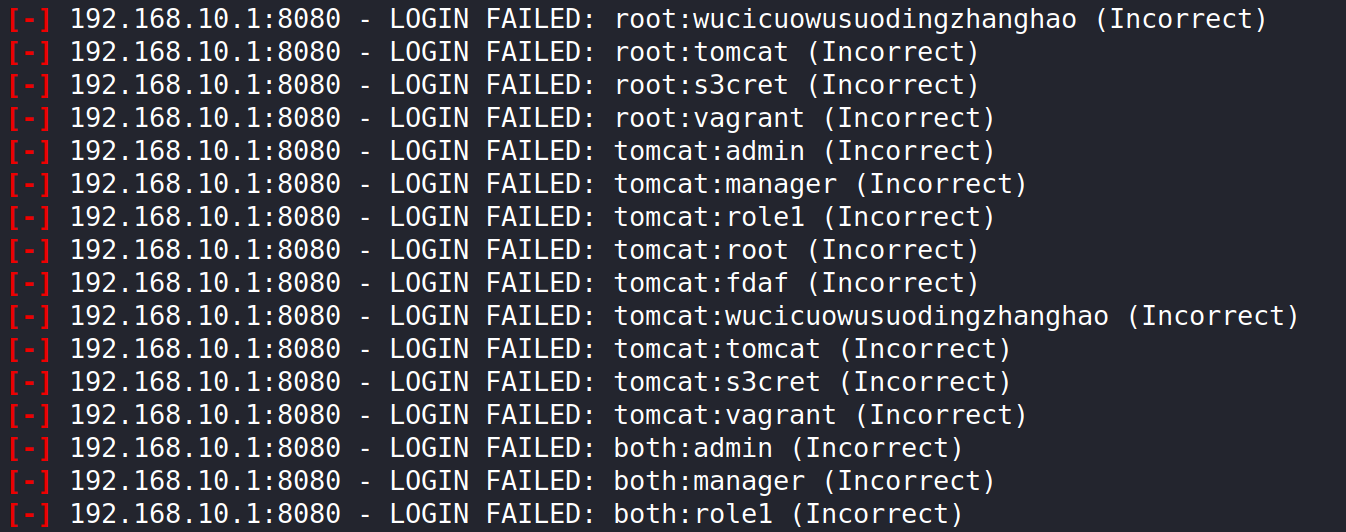 [-] 192.168.10.1:8080 - LOGIN FAILED: root:wucicuowusuodingzhanghao (Incorrect)
[-] 192.168.10.1:8080 - LOGIN FAILED: root:tomcat (Incorrect)
[-] 192.168.10.1:8080 - LOGIN FAILED: root:s3cret (Incorrect)
[-] 192.168.10.1:8080 - LOGIN FAILED: root:vagrant (Incorrect)
[-] 192.168.10.1:8080 - LOGIN FAILED: tomcat:admin (Incorrect)
[-] 192.168.10.1:8080 - LOGIN FAILED: tomcat:manager (Incorrect)
[-] 192.168.10.1:8080 - LOGIN FAILED: tomcat:role1 (Incorrect)
[-] 192.168.10.1:8080 - LOGIN FAILED: tomcat:root (Incorrect)
[-] 192.168.10.1:8080 - LOGIN FAILED: tomcat:fdaf (Incorrect)
[-] 192.168.10.1:8080 - LOGIN FAILED: tomcat:wucicuowusuodingzhanghao (Incorrect)
[-] 192.168.10.1:8080 - LOGIN FAILED: tomcat:tomcat (Incorrect)
[-] 192.168.10.1:8080 - LOGIN FAILED: tomcat:s3cret (Incorrect)
[-] 192.168.10.1:8080 - LOGIN FAILED: tomcat:vagrant (Incorrect)
[-] 192.168.10.1:8080 - LOGIN FAILED: both:admin (Incorrect)
[-] 192.168.10.1:8080 - LOGIN FAILED: both:manager (Incorrect)
[-] 192.168.10.1:8080 - LOGIN FAILED: both:role1 (Incorrect)